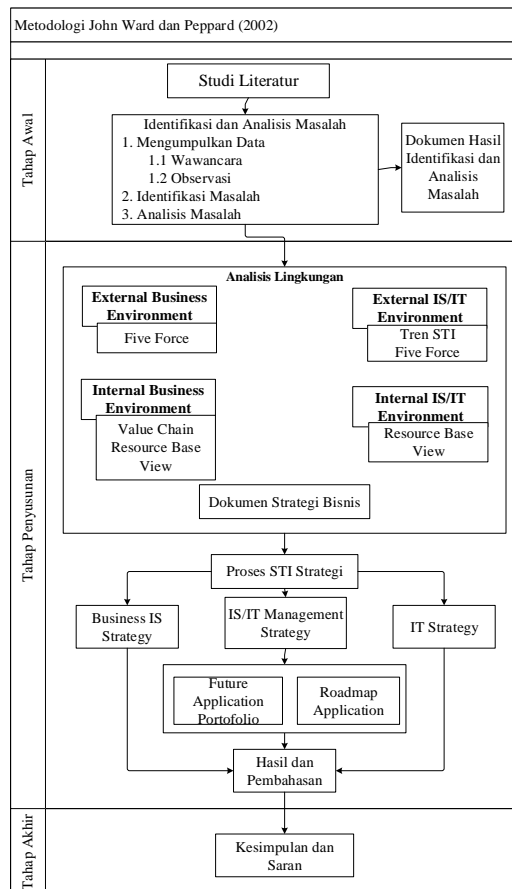 Metodologi John Ward dan Peppard (2002)
Tahap Awal
Studi Literatur
Identifikasi dan Analisis Masalah
1. Mengumpulkan Data
1.1 Wawancara
1.2 Observasi
2. Identifikasi Masalah
3. Analisis Masalah
Dokumen Hasil
Identifikasi dan
Analisis
Masalah
Tahap Penyusunan
Analisis Lingkungan
External Business
Environment
Five Force
External IS/IT
Environment
Tren STI
Five Force
Internal Business
Environment
Value Chain
Resource Base
View
Internal IS/IT
Environment
Resource Base
View
Dokumen Strategi Bisnis
Proses STI Strategi
Business IS
Strategy
IS/IT Management
Strategy
IT Strategy
Future
Application
Portofolio
Roadmap
Application
Hasil dan
Pembahasan
Tahap Akhir
Kesimpulan dan
Saran